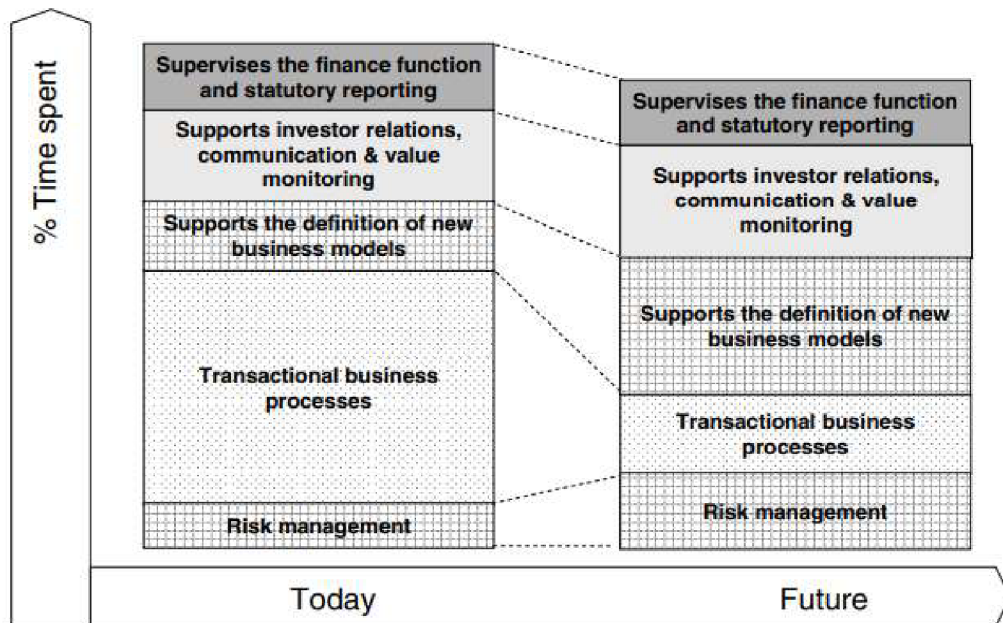 % Time spent
Supervises the finance function
and statutory reporting
Supports investor relations,
communication & value
monitoring
Supports the definition of new
business models
Transactional business
processes
Risk management
Supervises the finance function
and statutory reporting
Supports investor relations,
communication & value
monitoring
Supports the definition of new
business models
Transactional business
processes
Risk management
Today
Future